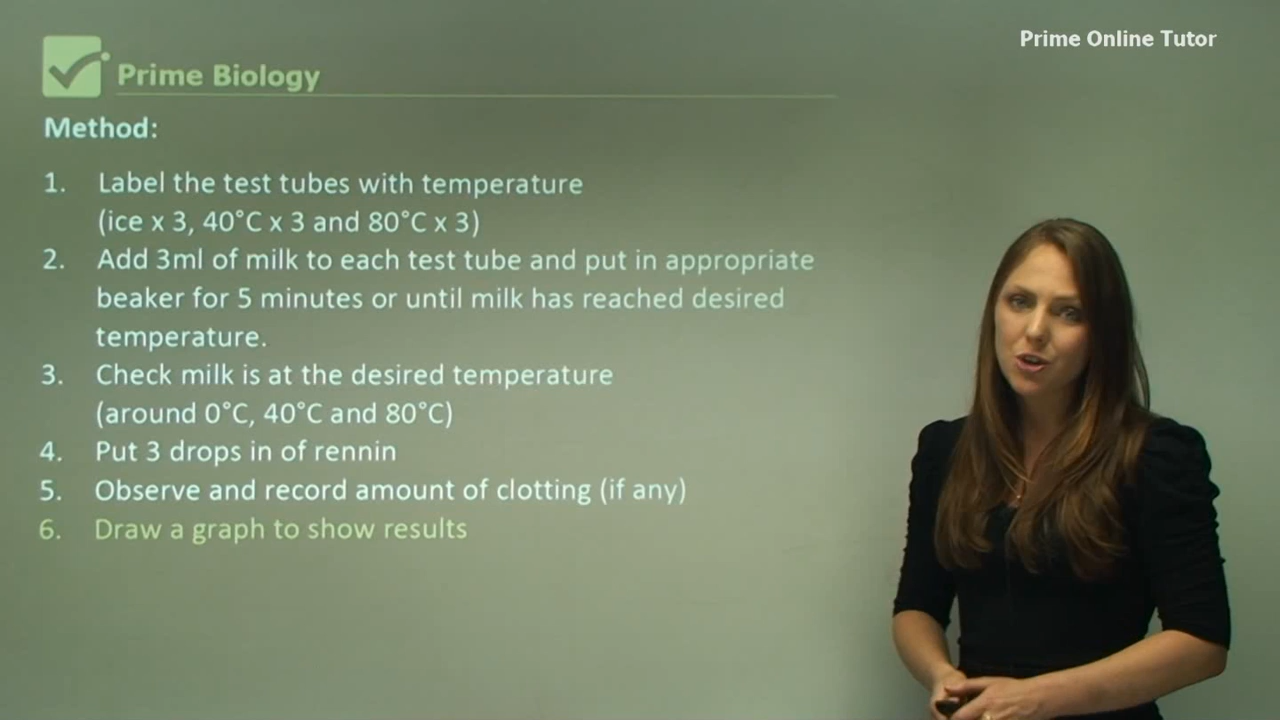 Prime Online Tutor
Prime Biology
Method:
1. Label the test tubes with temperature
(ice x 3, 40°C x 3 and 80°C x 3)
2. Add 3ml of milk to each test tube and put in appropriate
beaker for 5 minutes or until milk has reached desired
temperature.
3. Check milk is at the desired temperature
(around 0°C, 40°C and 80°C)
4. Put 3 drops in of rennin
5. Observe and record amount of clotting (if any)
6. Draw a graph to show results